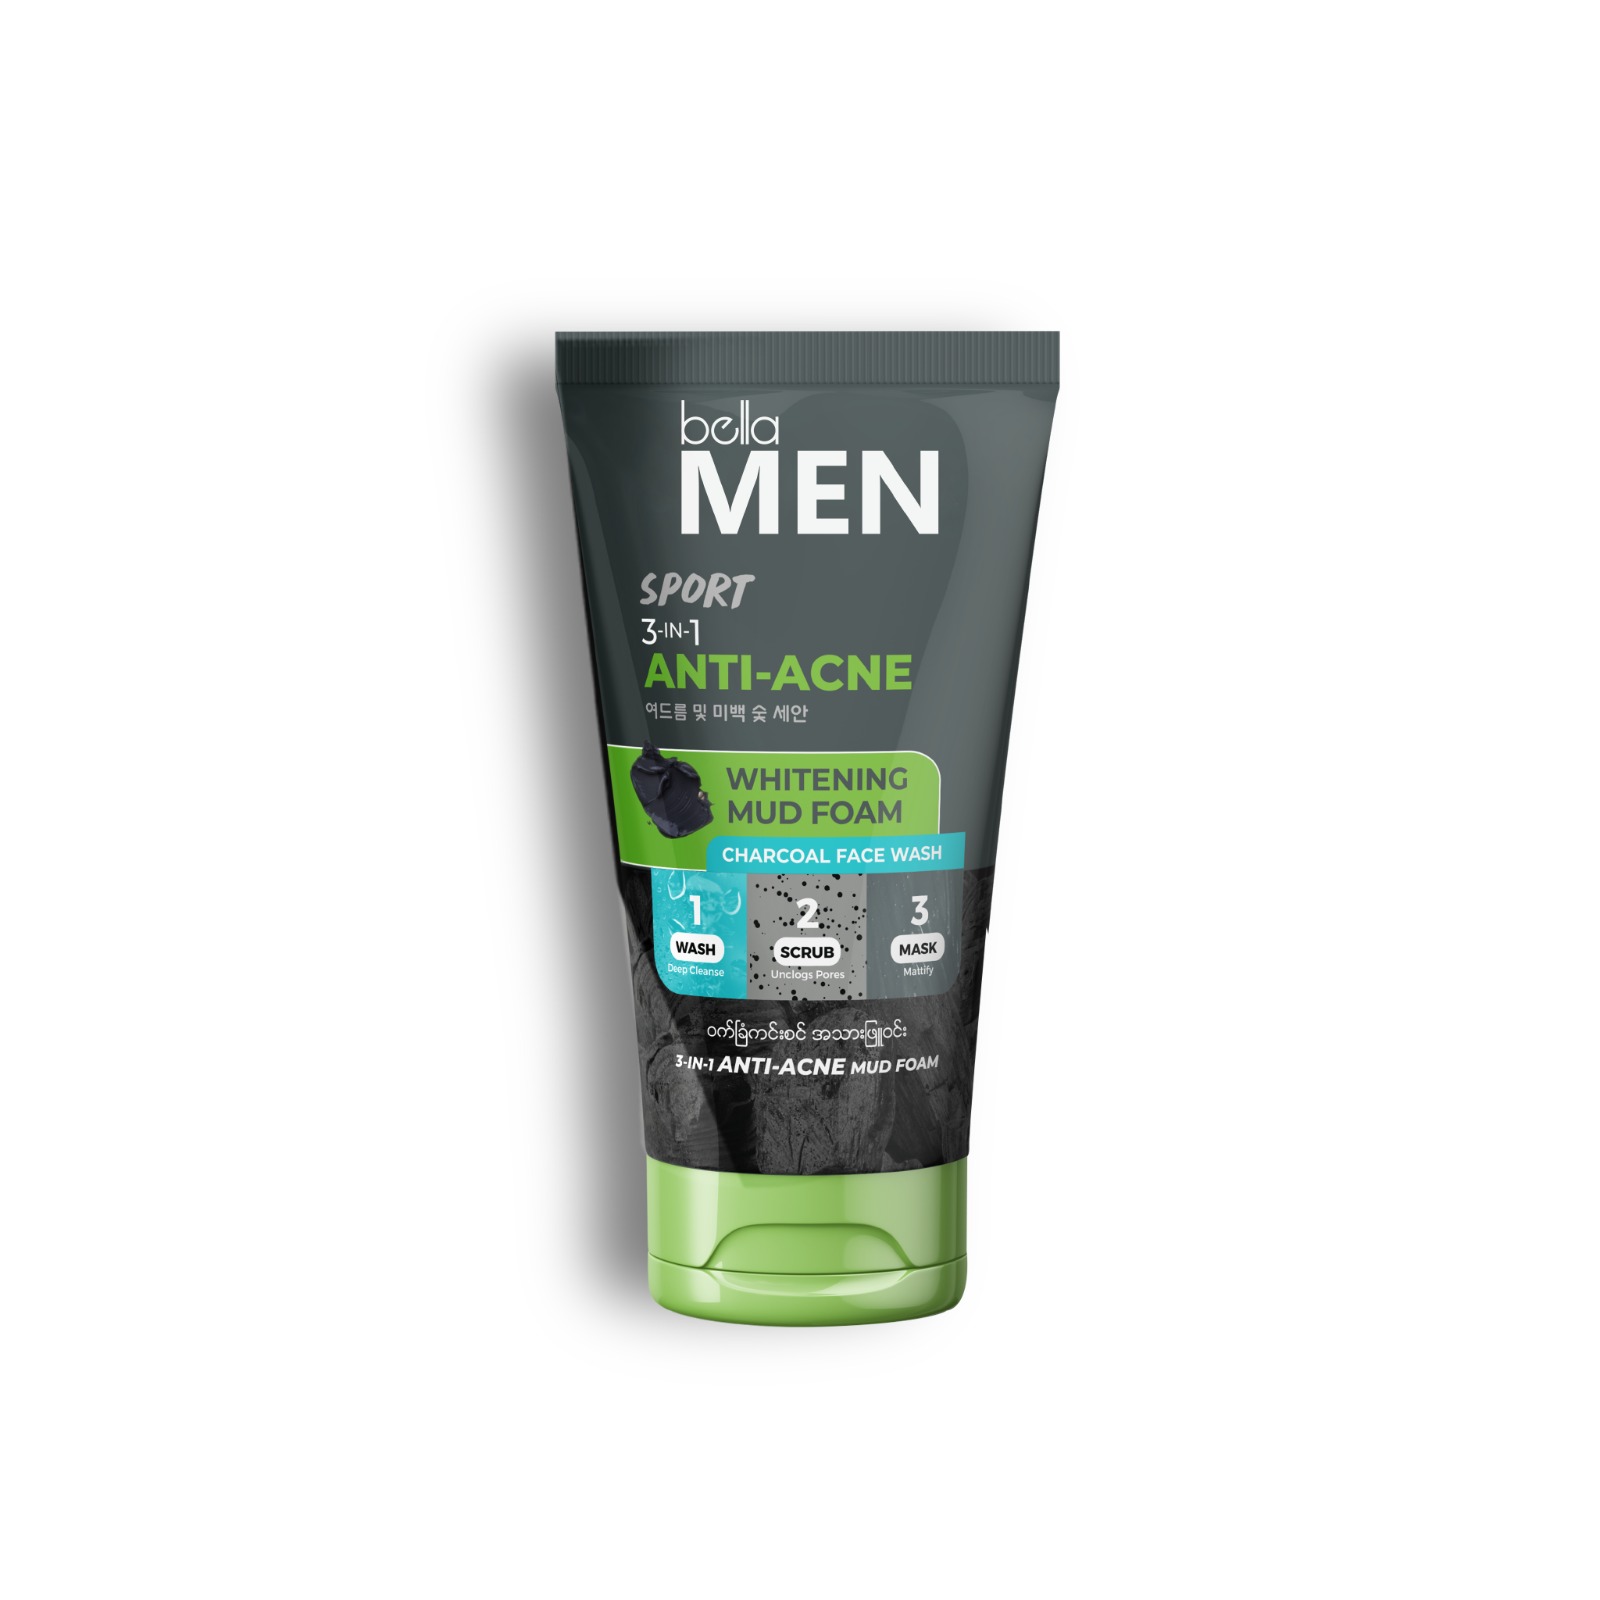 bella
MEN
SPORT
3-IN-1
ANTI-ACNE
여드름 및 미백 숯 세안
WHITENING
MUD FOAM
CHARCOAL FACE WASH
1
WASH
Deep Cleanse
2
SCRUB
Unclogs Pores
3
MASK
Mattify
ဝက်ခြံကင်းစင် အသားဖြူဝင်း
3-IN-1 ANTI-ACNE MUD FOAM